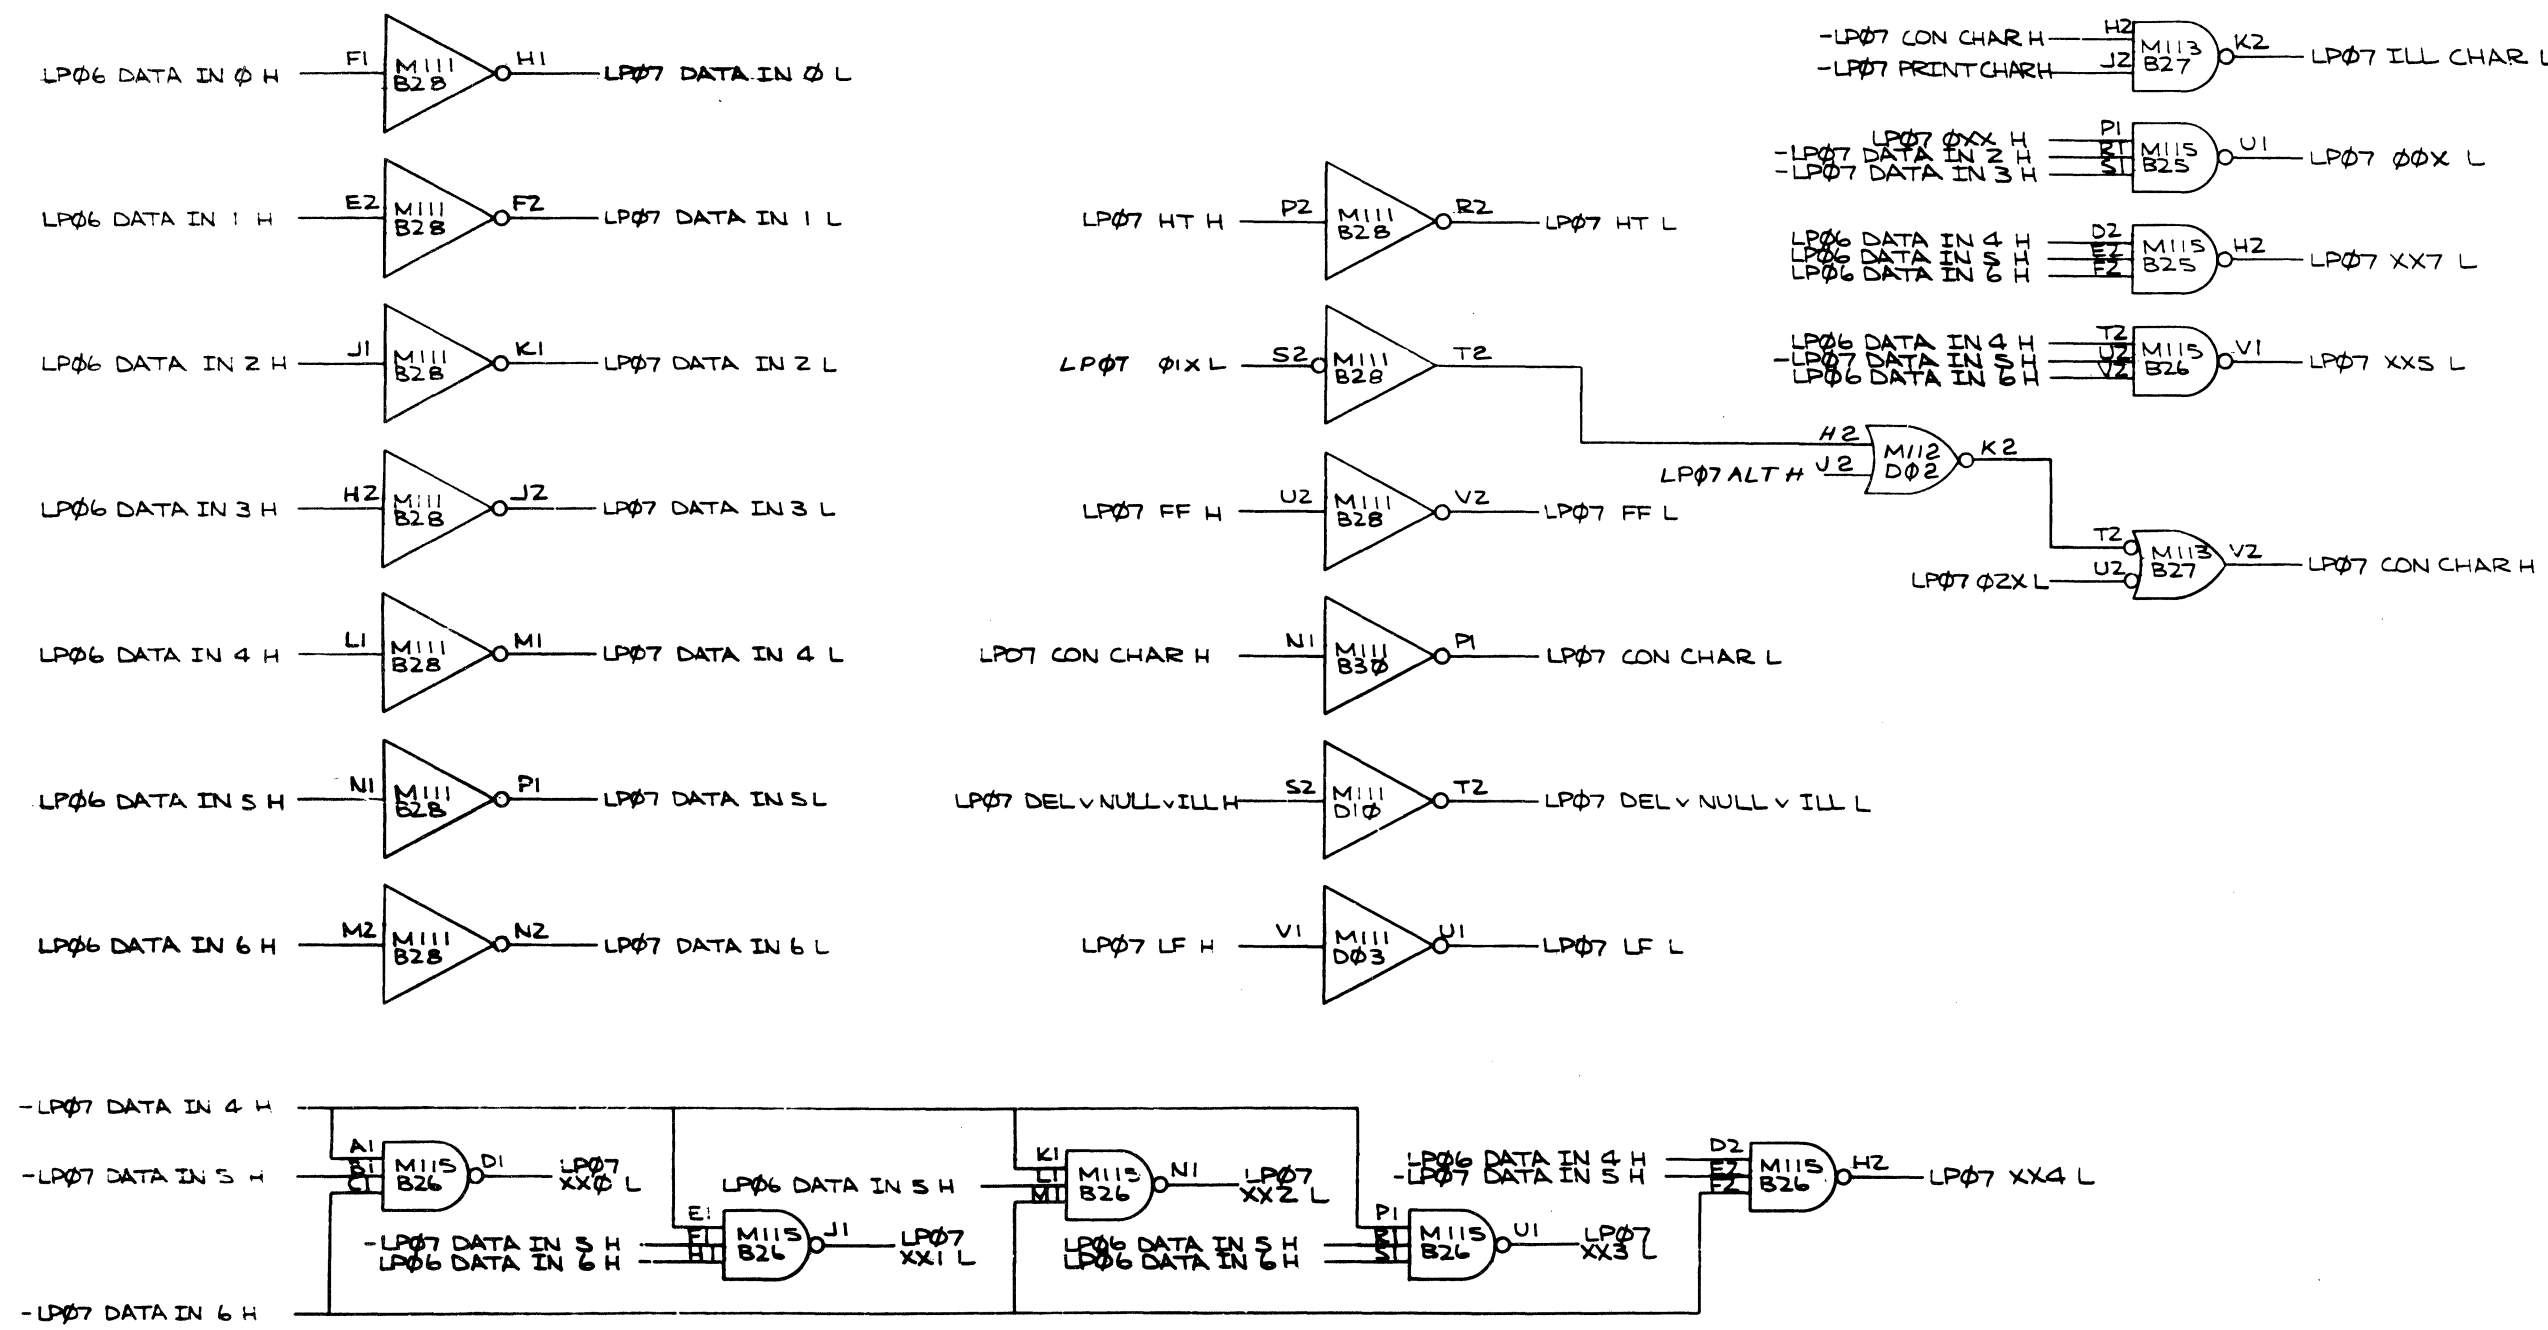 LPØ6 DATA IN Ø H
F1
M111
B28
H1
LPØ7 DATA IN Ø L
LPØ6 DATA IN 1 H
E2
M111
B28
F2
LPØ7 DATA IN 1 L
LPØ6 DATA IN 2 H
J1
M111
B28
K1
LPØ7 DATA IN 2 L
LPØ6 DATA IN 3 H
H2
M111
B28
J2
LPØ7 DATA IN 3 L
LPØ6 DATA IN 4 H
L1
M111
B28
M1
LPØ7 DATA IN 4 L
LPØ6 DATA IN 5 H
N1
M111
B28
P1
LPØ7 DATA IN 5 L
LPØ6 DATA IN 6 H
M2
M111
B28
N2
LPØ7 DATA IN 6 L
LPØ7 HT H
P2
M111
B28
R2
LPØ7 HT L
LPØ7 Ø1X L
S2
M111
B28
T2
LPØ7 FF H
U2
M111
B28
V2
LPØ7 FF L
LPO7 CON CHAR H
N1
M111
B3Ø
P1
LPØ7 CON CHAR L
LPØ7 DEL v NULL v ILL H
S2
M111
D1Ø
T2
LPØ7 DEL v NULL v ILL L
LPØ7 LF H
V1
M111
DØ3
U1
LPØ7 LF L
-LPØ7 CON CHAR H
H2
-LPØ7 PRINT CHAR H
J2
M113
B27
K2
LPØ7 ILL CHAR L
LPØ7 ØXX H
P1
-LPØ7 DATA IN 2 H
R1
-LPØ7 DATA IN 3 H
S1
M115
B25
U1
LPØ7 ØØX L
LPØ6 DATA IN 4 H
D2
LPØ6 DATA IN 5 H
E2
LPØ6 DATA IN 6 H
F2
M115
B25
H2
LPØ7 XX7 L
LPØ6 DATA IN 4 H
T2
-LPØ7 DATA IN 5 H
U2
LPØ6 DATA IN 6 H
V2
M115
B26
V1
LPØ7 XX5 L
H2
LPØ7 ALT H
J2
M112
DØ2
K2
T2
LPØ7 Ø2X L
U2
M113
B27
V2
LPØ7 CON CHAR H
-LPØ7 DATA IN 4 H
-LPØ7 DATA IN 5 H
-LPØ7 DATA IN 6 H
A1
B1
C1
M115
B26
D1
LPØ7
XXØ L
-LPØ7 DATA IN 5 H
LPØ6 DATA IN 6 H
E1
F1
H1
M115
B26
J1
LPØ7
XX1 L
LPØ6 DATA IN 5 H
K1
L1
M1
M115
B26
N1
LPØ7
XX2 L
LPØ6 DATA IN 5 H
LPØ6 DATA IN 6 H
P1
R1
S1
M115
B26
U1
LPØ7
XX3 L
LPØ6 DATA IN 4 H
-LPØ7 DATA IN 5 H
D2
E2
F2
M115
B26
H2
LPØ7 XX4 L